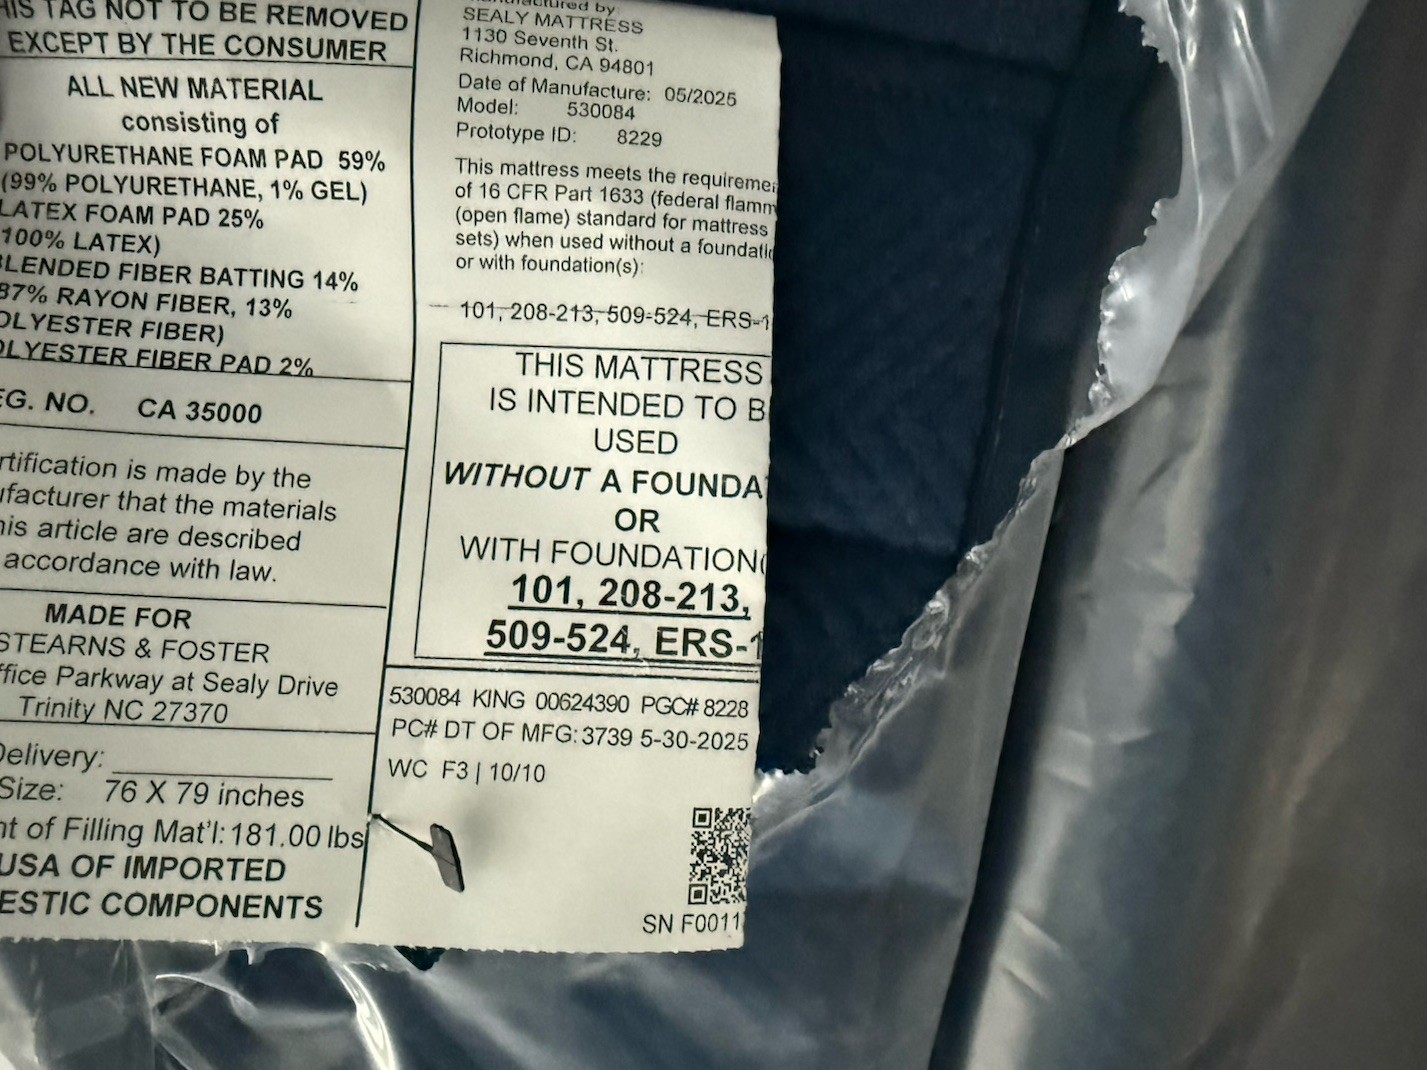 THIS TAG NOT TO BE REMOVED
EXCEPT BY THE CONSUMER
ALL NEW MATERIAL
consisting of
POLYURETHANE FOAM PAD 59%
(99% POLYURETHANE, 1% GEL)
LATEX FOAM PAD 25%
100% LATEX)
BLENDED FIBER BATTING 14%
87% RAYON FIBER, 13%
OLYESTER FIBER)
OLYESTER FIBER PAD 2%
EG. NO. CA 35000
rtification is made by the
ufacturer that the materials
his article are described
accordance with law.
MADE FOR
STEARNS & FOSTER
ffice Parkway at Sealy Drive
Trinity NC 27370
Delivery:
Size: 76 X 79 inches
nt of Filling Mat'l: 181.00 lbs
USA OF IMPORTED
ESTIC COMPONENTS
Manufactured by:
SEALY MATTRESS
1130 Seventh St.
Richmond, CA 94801
Date of Manufacture: 05/2025
Model: 530084
Prototype ID: 8229
This mattress meets the requiremen
of 16 CFR Part 1633 (federal flamm
(open flame) standard for mattress
sets) when used without a foundatio
or with foundation(s):
101, 208-213, 509-524, ERS-1
THIS MATTRESS
IS INTENDED TO B
USED
WITHOUT A FOUNDA
OR
WITH FOUNDATION(
101, 208-213,
509-524, ERS-1
530084 KING 00624390 PGC# 8228
PC# DT OF MFG: 3739 5-30-2025
WC F3 | 10/10
SN F0011